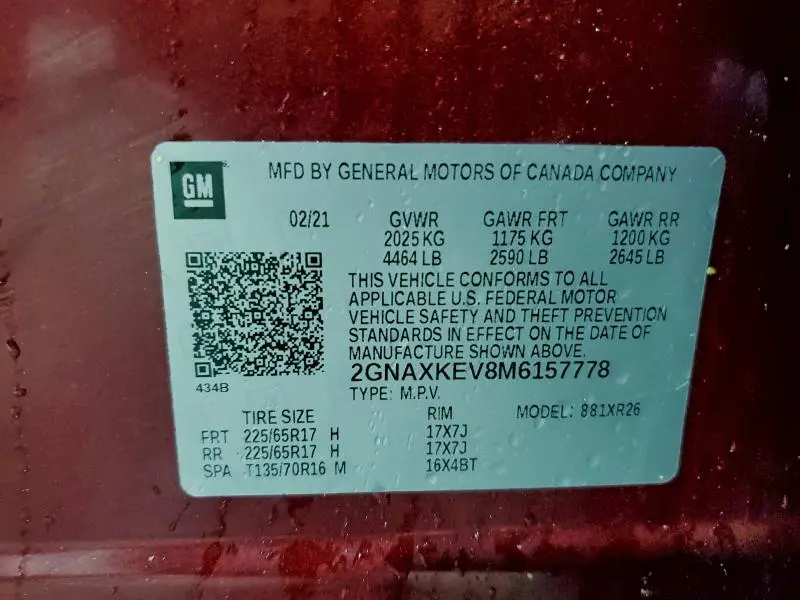 GM
MFD BY GENERAL MOTORS OF CANADA COMPANY
02/21 GVWR GAWR FRT GAWR RR
2025 KG 1175 KG 1200 KG
4464 LB 2590 LB 2645 LB
THIS VEHICLE CONFORMS TO ALL
APPLICABLE U.S. FEDERAL MOTOR
VEHICLE SAFETY AND THEFT PREVENTION
STANDARDS IN EFFECT ON THE DATE OF
MANUFACTURE SHOWN ABOVE.
2GNAXKEV8M6157778
434B
TYPE: M.P.V.
TIRE SIZE RIM MODEL: 881XR26
FRT 225/65R17 H 17X7J
RR 225/65R17 H 17X7J
SPA T135/70R16 M 16X4BT